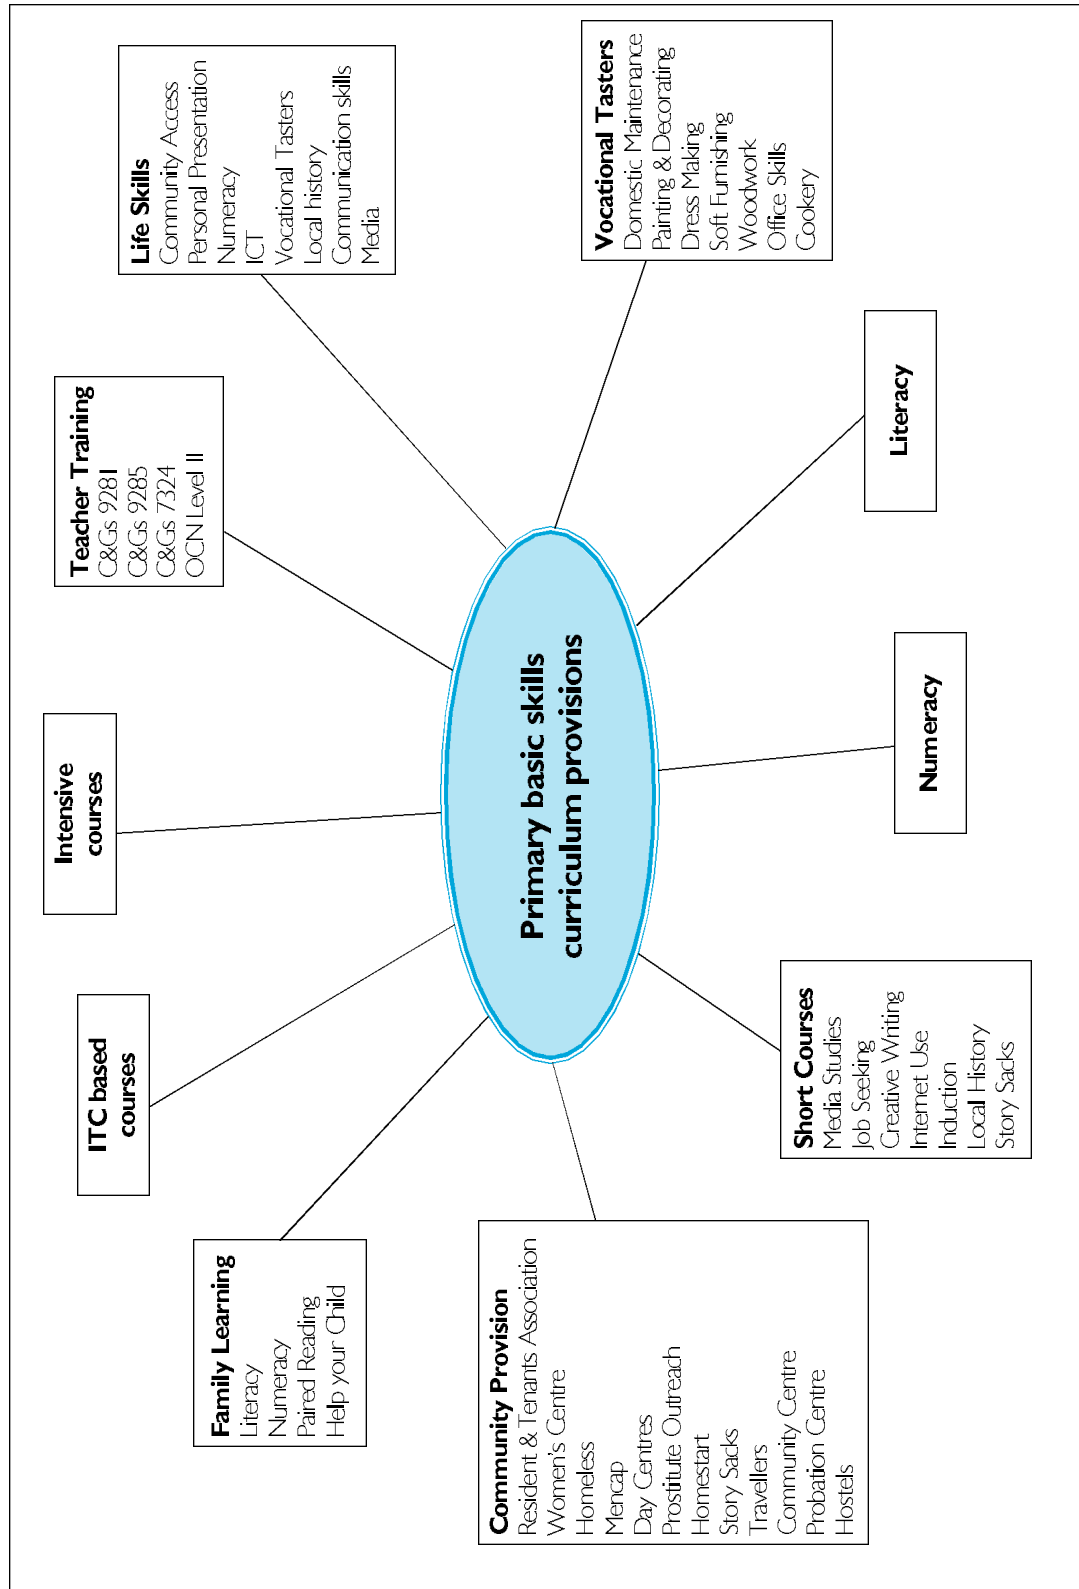 Family Learning
Literacy
Numeracy
Paired Reading
Help your Child
ITC based
courses
Intensive
courses
Teacher Training
C&Gs 9281
C&Gs 9285
C&Gs 7324
OCN Level II
Life Skills
Community Access
Personal Presentation
Numeracy
ICT
Vocational Tasters
Local history
Communication skills
Media
Primary basic skills
curriculum provisions
Community Provision
Resident & Tenants Association
Women's Centre
Homeless
Mencap
Day Centres
Prostitute Outreach
Homestart
Story Sacks
Travellers
Community Centre
Probation Centre
Hostels
Short Courses
Media Studies
Job Seeking
Creative Writing
Internet Use
Induction
Local History
Story Sacks
Numeracy
Literacy
Vocational Tasters
Domestic Maintenance
Painting & Decorating
Dress Making
Soft Furnishing
Woodwork
Office Skills
Cookery